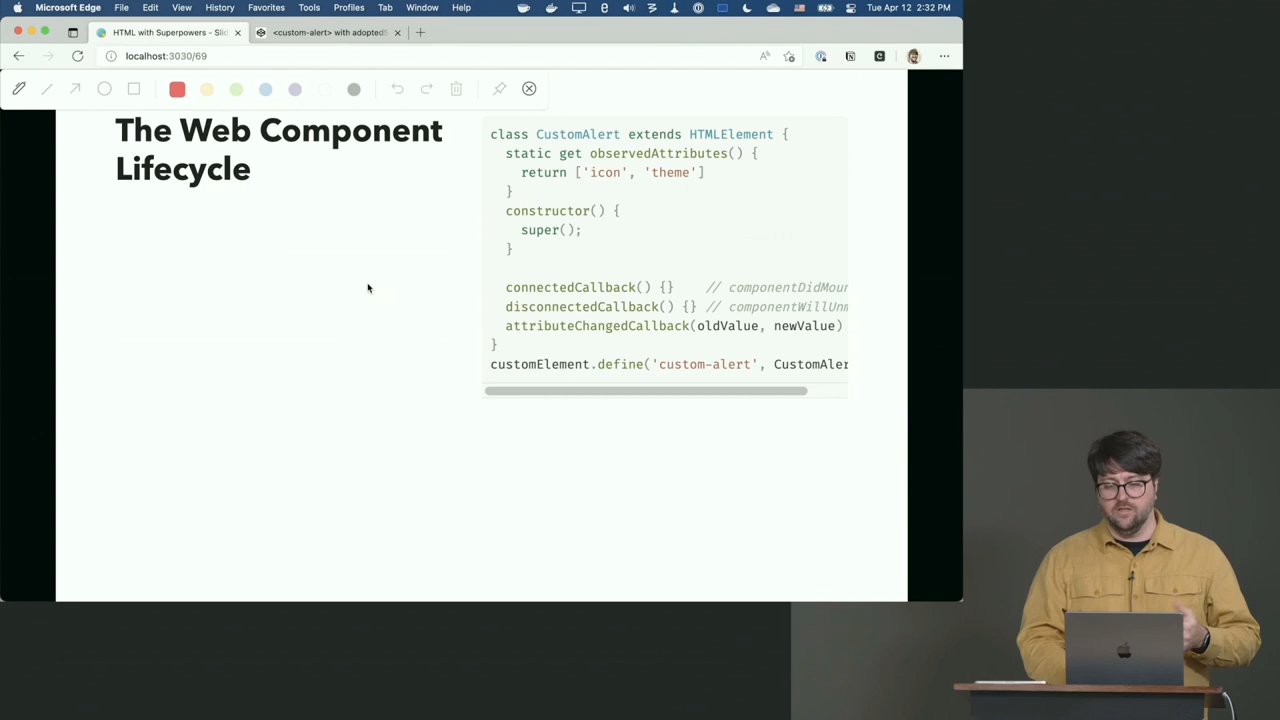 Microsoft Edge File Edit View History Favorites Tools Profiles Tab Window Help Tue Apr 12 2:32 PM
HTML with Superpowers - Slid <custom-alert> with adoptedS
localhost:3030/69
The Web Component
Lifecycle
class CustomAlert extends HTMLElement {
static get observedAttributes() {
return ['icon', 'theme']
}
constructor() {
super();
}
connectedCallback() {} // componentDidMoun
disconnectedCallback() {} // componentWillUnm
attributeChangedCallback(oldValue, newValue)
}
customElement.define('custom-alert', CustomAler